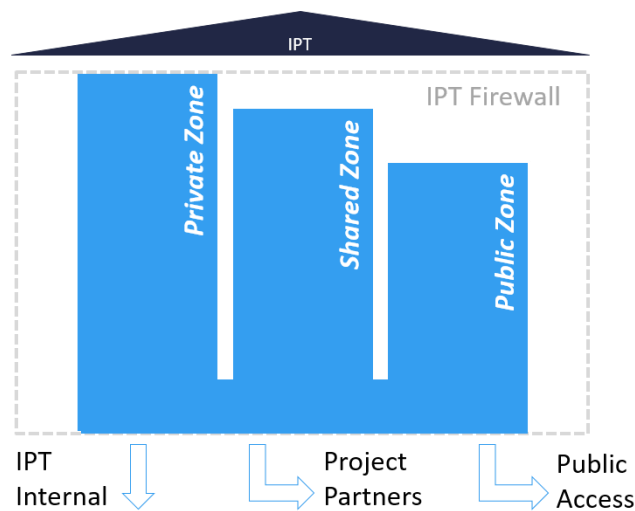 IPT
IPT Firewall
Private Zone
Shared Zone
Public Zone
IPT
Internal
Project
Partners
Public
Access